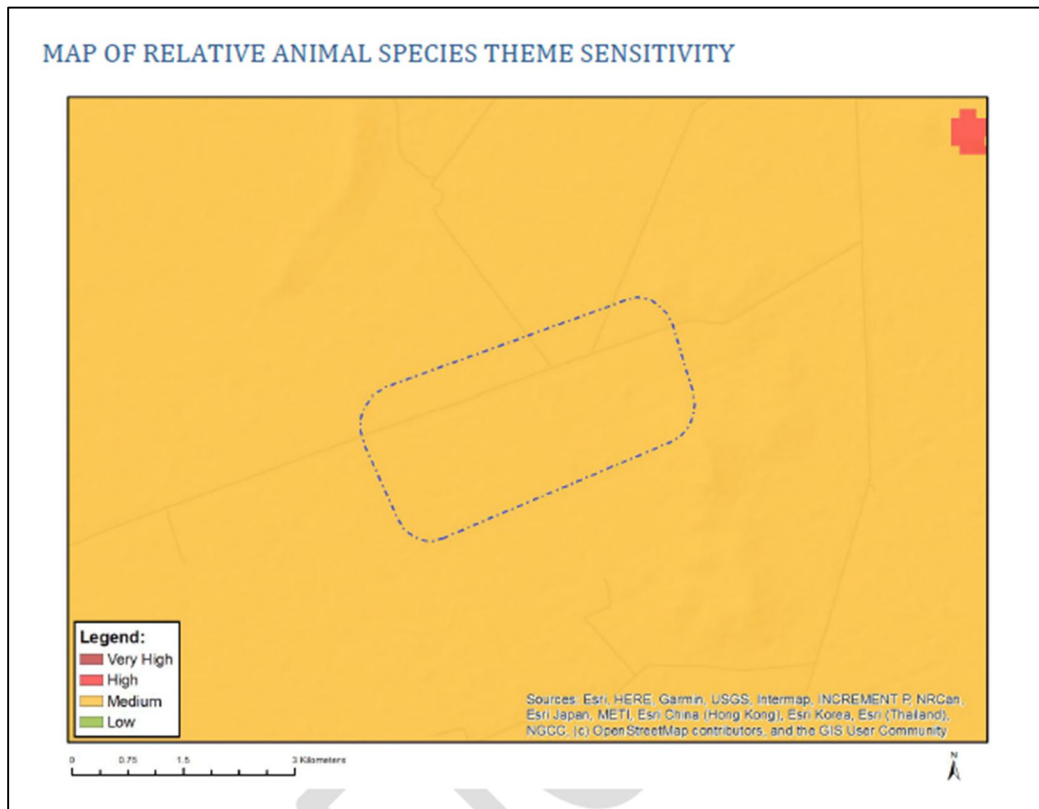 MAP OF RELATIVE ANIMAL SPECIES THEME SENSITIVITY
Legend:
Very High
High
Medium
Low
Sources: Esri, HERE, Garmin, USGS, Intermap, INCREMENT P, NRCan,
Esri Japan, METI, Esri China (Hong Kong), Esri Korea, Esri (Thailand),
NGCC, (c) OpenStreetMap contributors, and the GIS User Community
0 0.75 1.5 3 Kilometers
N